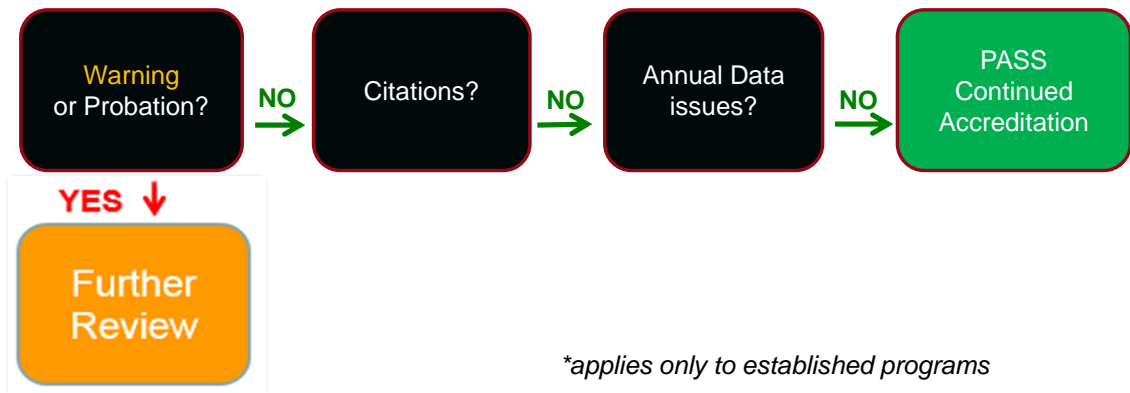 Warning
or Probation?
NO
Citations?
NO
Annual Data
issues?
NO
PASS
Continued
Accreditation
YES
Further
Review
*applies only to established programs